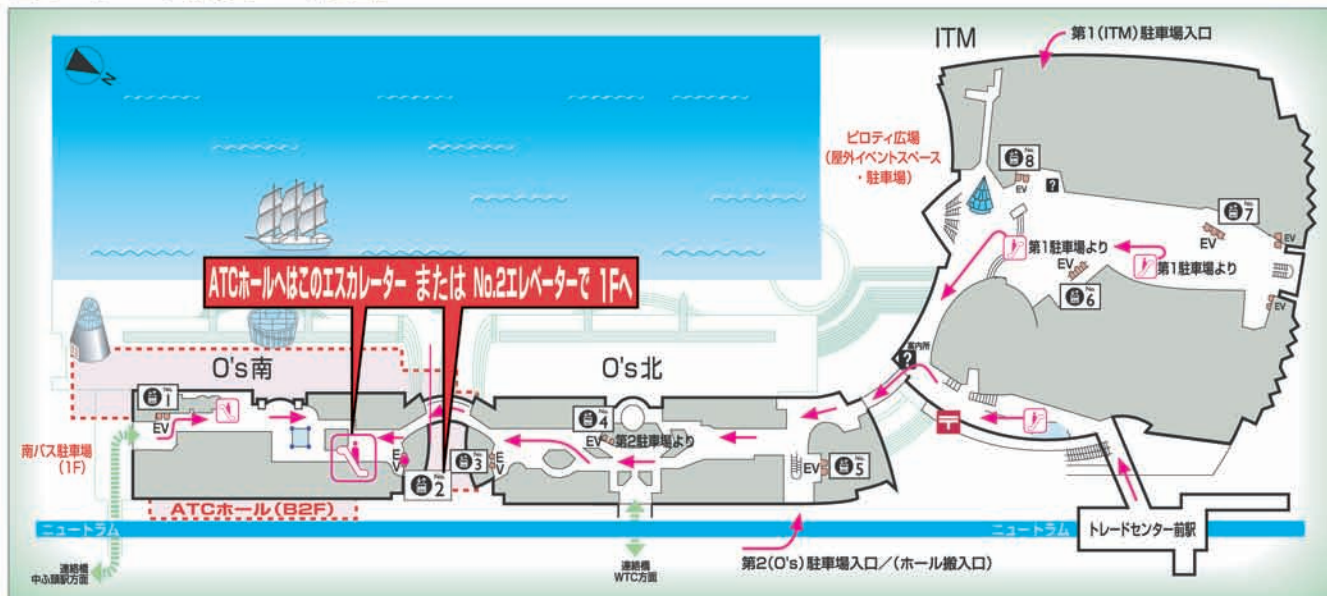 N
ITM
第1(ITM)駐車場入口
ピロティ広場
(屋外イベントスペース
・駐車場)
No.8
EV
?
No.7
EV
EV
第1駐車場より
第1駐車場より
EV
No.6
EV
ATCホールへはこのエスカレーター または No.2エレベーターで 1Fへ
O's南
O's北
案内所
?
No.1
EV
No.4
EV
第2駐車場より
南バス駐車場
(1F)
EV
No.2
No.3
EV
EV
No.5
〒
ATCホール(B2F)
ニュートラム
ニュートラム
トレードセンター前駅
連絡橋
中ふ頭駅方面
連絡橋
WTC方面
第2(O's)駐車場入口/(ホール搬入口)